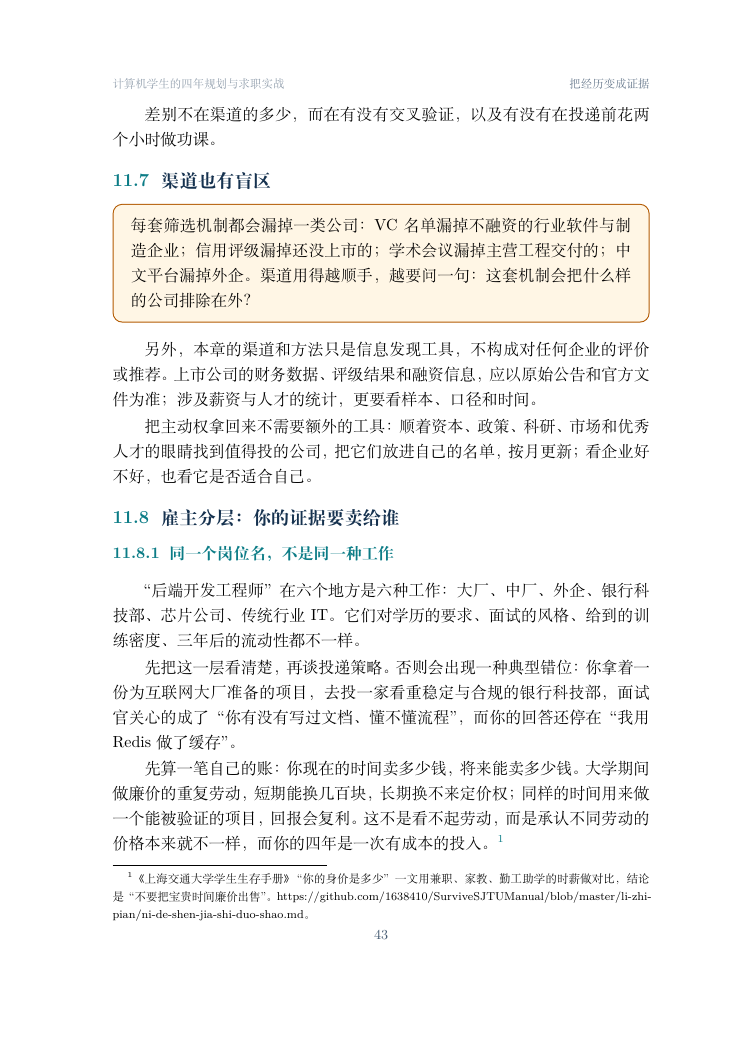 计算机学生的四年规划与求职实战 把经历变成证据
差别不在渠道的多少，而在有没有交叉验证，以及有没有在投递前花两
个小时做功课。
11.7 渠道也有盲区
每套筛选机制都会漏掉一类公司：VC 名单漏掉不融资的行业软件与制
造企业；信用评级漏掉还没上市的；学术会议漏掉主营工程交付的；中
文平台漏掉外企。渠道用得越顺手，越要问一句：这套机制会把什么样
的公司排除在外？
另外，本章的渠道和方法只是信息发现工具，不构成对任何企业的评价
或推荐。上市公司的财务数据、评级结果和融资信息，应以原始公告和官方文
件为准；涉及薪资与人才的统计，更要看样本、口径和时间。
把主动权拿回来不需要额外的工具：顺着资本、政策、科研、市场和优秀
人才的眼睛找到值得投的公司，把它们放进自己的名单，按月更新；看企业好
不好，也看它是否适合自己。
11.8 雇主分层：你的证据要卖给谁
11.8.1 同一个岗位名，不是同一种工作
“后端开发工程师”在六个地方是六种工作：大厂、中厂、外企、银行科
技部、芯片公司、传统行业 IT。它们对学历的要求、面试的风格、给到的训
练密度、三年后的流动性都不一样。
先把这一层看清楚，再谈投递策略。否则会出现一种典型错位：你拿着一
份为互联网大厂准备的项目，去投一家看重稳定与合规的银行科技部，面试
官关心的成了“你有没有写过文档、懂不懂流程”，而你的回答还停在“我用
Redis 做了缓存”。
先算一笔自己的账：你现在的时间卖多少钱，将来能卖多少钱。大学期间
做廉价的重复劳动，短期能换几百块，长期换不来定价权；同样的时间用来做
一个能被验证的项目，回报会复利。这不是看不起劳动，而是承认不同劳动的
价格本来就不一样，而你的四年是一次有成本的投入。1
1《上海交通大学学生生存手册》“你的身价是多少”一文用兼职、家教、勤工助学的时薪做对比，结论
是“不要把宝贵时间廉价出售”。https://github.com/1638410/SurviveSJTUManual/blob/master/li-zhi-
pian/ni-de-shen-jia-shi-duo-shao.md。
43